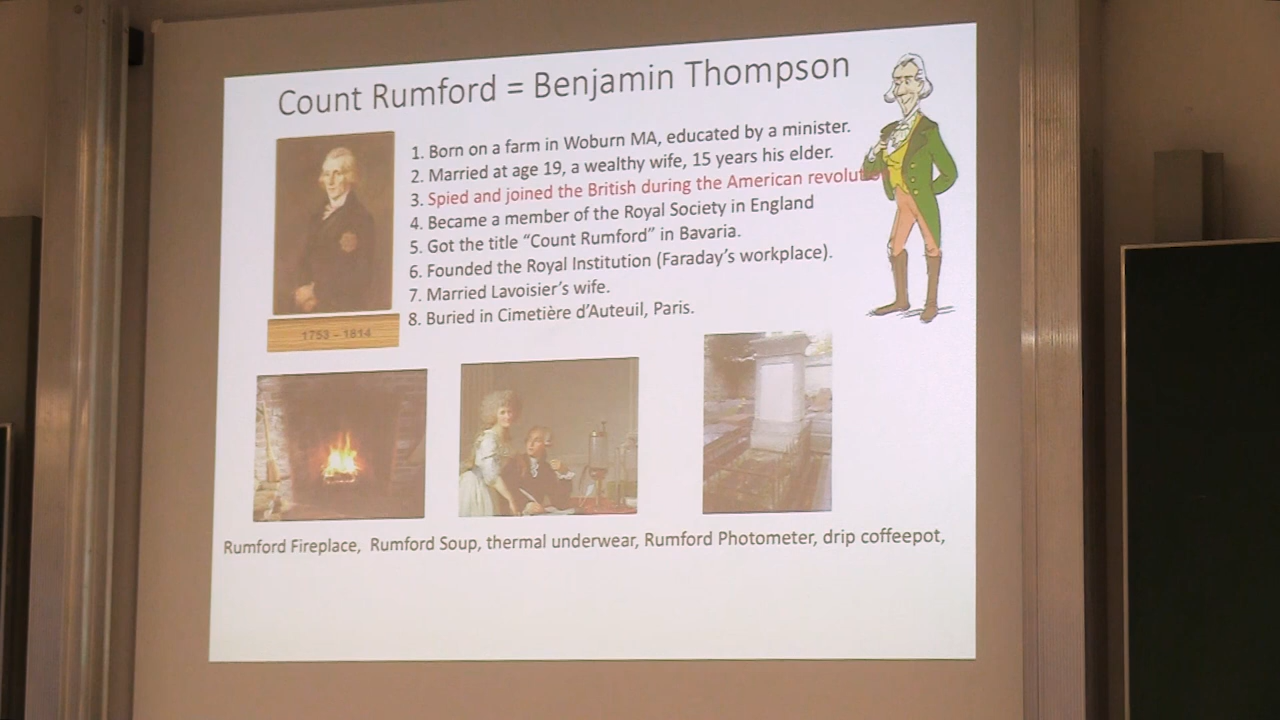 Count Rumford = Benjamin Thompson
1. Born on a farm in Woburn MA, educated by a minister.
2. Married at age 19, a wealthy wife, 15 years his elder.
3. Spied and joined the British during the American revolution
4. Became a member of the Royal Society in England
5. Got the title “Count Rumford” in Bavaria.
6. Founded the Royal Institution (Faraday’s workplace).
7. Married Lavoisier’s wife.
8. Buried in Cimetière d’Auteuil, Paris.
1753 – 1814
Rumford Fireplace, Rumford Soup, thermal underwear, Rumford Photometer, drip coffeepot,